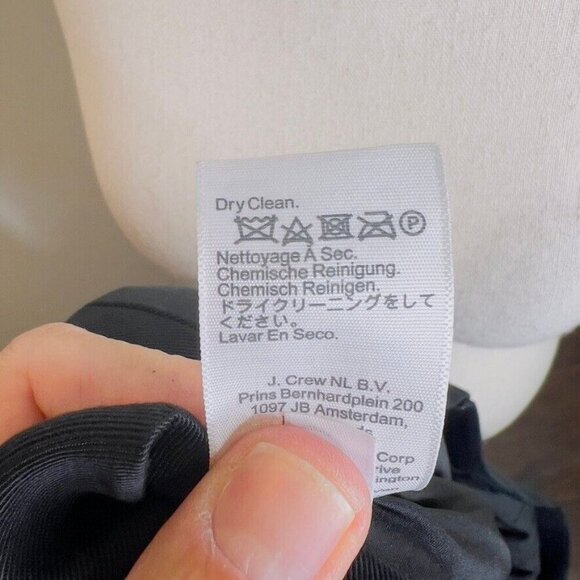 Dry Clean.
P
Nettoyage À Sec.
Chemische Reinigung.
Chemisch Reinigen.
ドライクリーニングをして
ください。
Lavar En Seco.
J. Crew NL B.V.
Prins Bernhardplein 200
1097 JB Amsterdam,
Corp